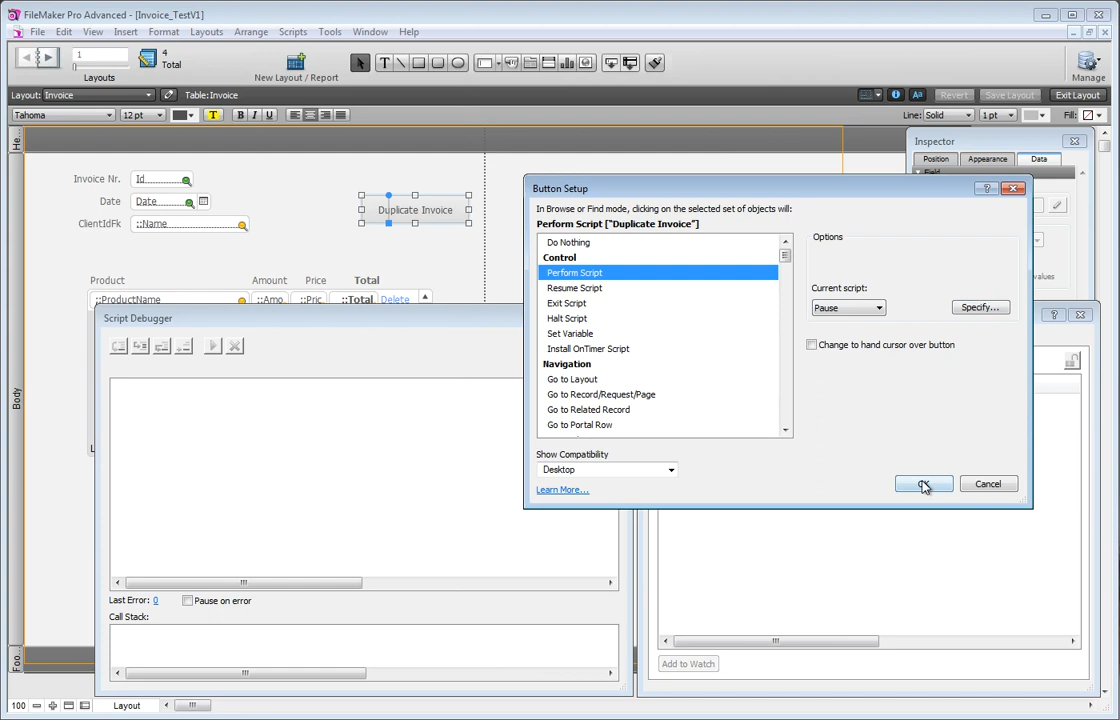 FileMaker Pro Advanced - [Invoice_TestV1]
File Edit View Insert Format Layouts Arrange Scripts Tools Window Help
1
4
Total
Layouts
New Layout / Report
Manage
Layout: Invoice
Table: Invoice
Aa
Revert
Save Layout
Exit Layout
Tahoma
12 pt
T
B I U
Line: Solid
1 pt
Fill:
He...
Inspector
Position
Appearance
Data
Field
Invoice Nr.
Id
Date
Date
ClientIdFk
::Name
Duplicate Invoice
Product
Amount
Price
Total
::ProductName
::Amo
::Pric
::Total
Delete
Body
Foo...
Button Setup
In Browse or Find mode, clicking on the selected set of objects will:
Perform Script ["Duplicate Invoice"]
Do Nothing
Control
Perform Script
Resume Script
Exit Script
Halt Script
Set Variable
Install OnTimer Script
Navigation
Go to Layout
Go to Record/Request/Page
Go to Related Record
Go to Portal Row
Options
Current script:
Pause
Specify...
Change to hand cursor over button
Show Compatibility
Desktop
Learn More...
OK
Cancel
Script Debugger
Last Error: 0
Pause on error
Call Stack:
Add to Watch
100
Layout